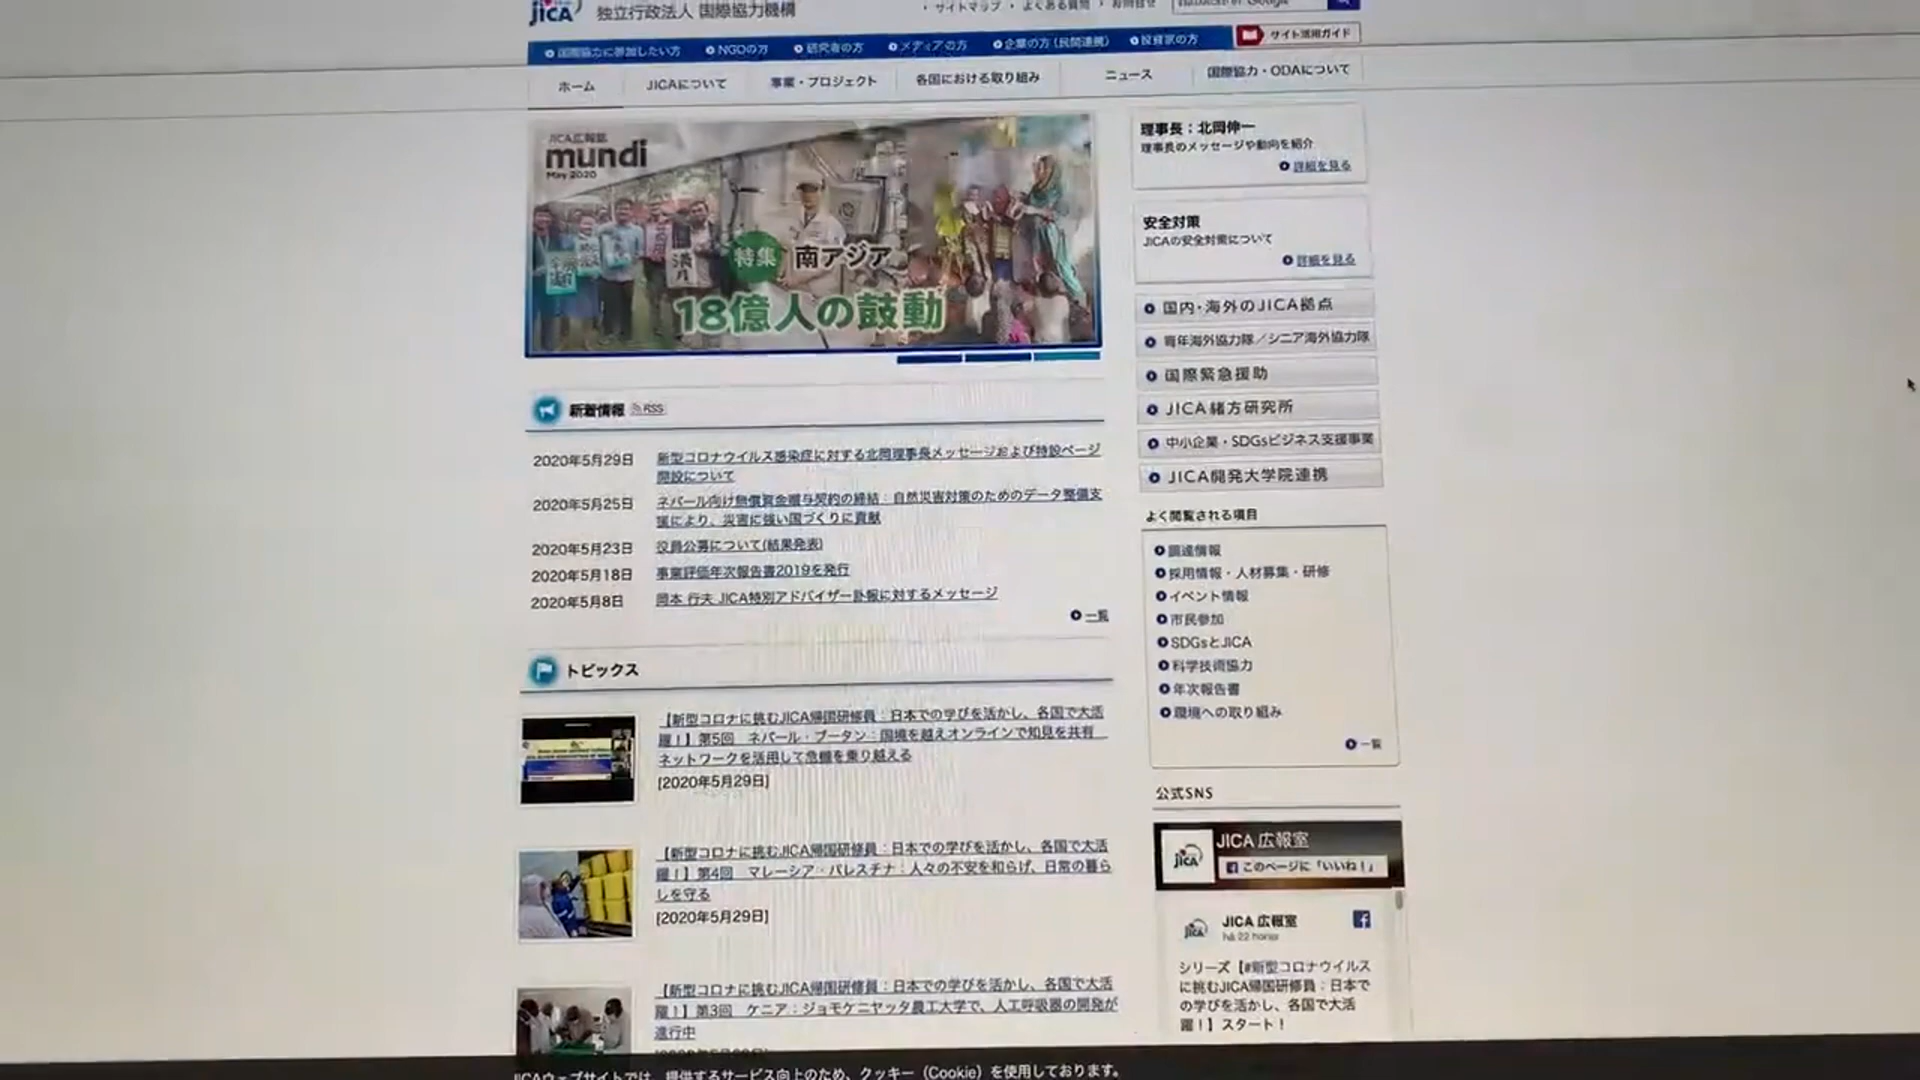 JICA 独立行政法人 国際協力機構
サイトマップ よくある質問 お問合せ
国際協力に参加したい方 NGOの方 研究者の方 メディアの方 企業の方(民間連携) 投資家の方 サイト活用ガイド
ホーム JICAについて 事業・プロジェクト 各国における取り組み ニュース 国際協力・ODAについて
JICA広報誌
mundi
May 2020
特集 南アジア
18億人の鼓動
新着情報 RSS
2020年5月29日 新型コロナウイルス感染症に対する北岡理事長メッセージおよび特設ページ
開設について
2020年5月25日 ネパール向け無償資金贈与契約の締結：自然災害対策のためのデータ整備支
援により、災害に強い国づくりに貢献
2020年5月23日 役員公募について(結果発表)
2020年5月18日 事業評価年次報告書2019を発行
2020年5月8日 岡本 行夫 JICA特別アドバイザー訃報に対するメッセージ
一覧
トピックス
【新型コロナに挑むJICA帰国研修員：日本での学びを活かし、各国で大活
躍！】第5回 ネパール・ブータン：国境を越えオンラインで知見を共有
ネットワークを活用して危機を乗り越える
[2020年5月29日]
【新型コロナに挑むJICA帰国研修員：日本での学びを活かし、各国で大活
躍！】第4回 マレーシア・パレスチナ：人々の不安を和らげ、日常の暮ら
しを守る
[2020年5月29日]
【新型コロナに挑むJICA帰国研修員：日本での学びを活かし、各国で大活
躍！】第3回 ケニア：ジョモケニヤッタ農工大学で、人工呼吸器の開発が
進行中
理事長：北岡伸一
理事長のメッセージや動向を紹介
詳細を見る
安全対策
JICAの安全対策について
詳細を見る
国内・海外のJICA拠点
青年海外協力隊／シニア海外協力隊
国際緊急援助
JICA緒方研究所
中小企業・SDGsビジネス支援事業
JICA開発大学院連携
よく閲覧される項目
調達情報
採用情報・人材募集・研修
イベント情報
市民参加
SDGsとJICA
科学技術協力
年次報告書
環境への取り組み
一覧
公式SNS
JICA JICA 広報室
このページに「いいね！」
JICA JICA 広報室
há 22 horas
シリーズ【#新型コロナウイルス
に挑むJICA帰国研修員：日本で
の学びを活かし、各国で大活
躍！】スタート！
JICAウェブサイトでは、提供するサービス向上のため、クッキー（Cookie）を使用しております。